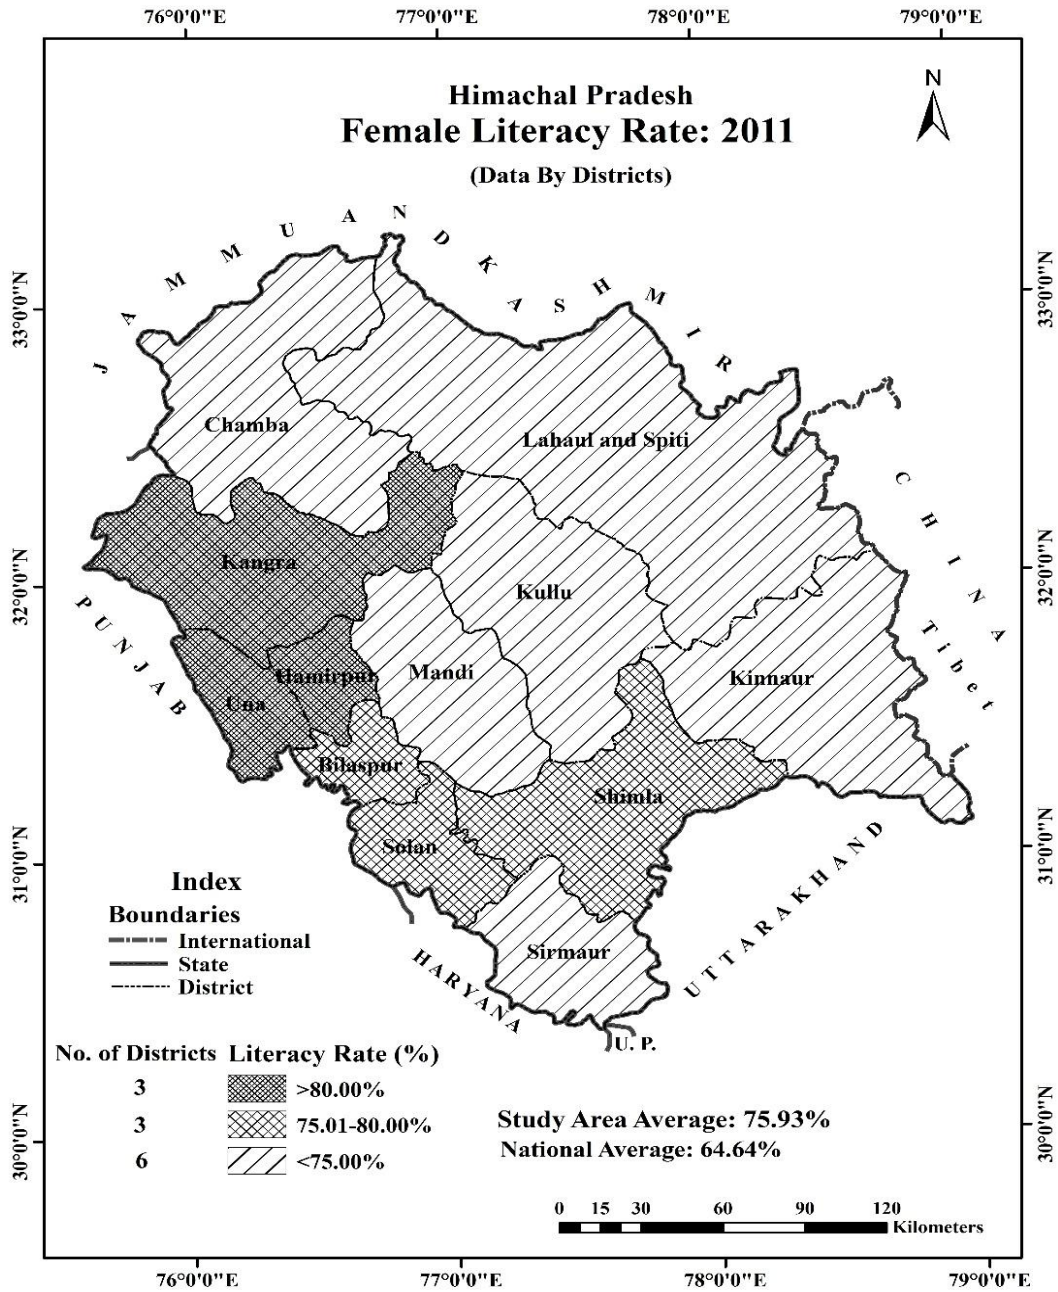 76°0'0"E 77°0'0"E 78°0'0"E 79°0'0"E
N
Himachal Pradesh
Female Literacy Rate: 2011
(Data By Districts)
JAMMU AND KASHMIR
33°0'0"N 33°0'0"N
Chamba
Lahaul and Spiti
CHINA
Tibet
Kangra
32°0'0"N 32°0'0"N
Kullu
PUNJAB
Mandi
Hamirpur
Kinnaur
Una
Bilaspur
Shimla
Solan
31°0'0"N 31°0'0"N
UTTARAKHAND
Sirmaur
HARYANA
U. P.
Index
Boundaries
International
State
District
No. of Districts Literacy Rate (%)
3 >80.00%
3 75.01-80.00%
6 <75.00%
Study Area Average: 75.93%
National Average: 64.64%
30°0'0"N 30°0'0"N
0 15 30 60 90 120
Kilometers
76°0'0"E 77°0'0"E 78°0'0"E 79°0'0"E